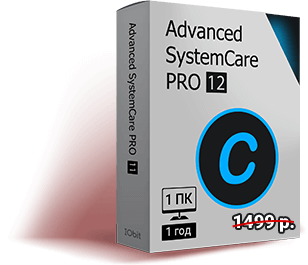 Advanced
SystemCare
PRO 12
C
1 ПК
1 год
1499 р.
Advanced SystemCare PRO
11
IObit